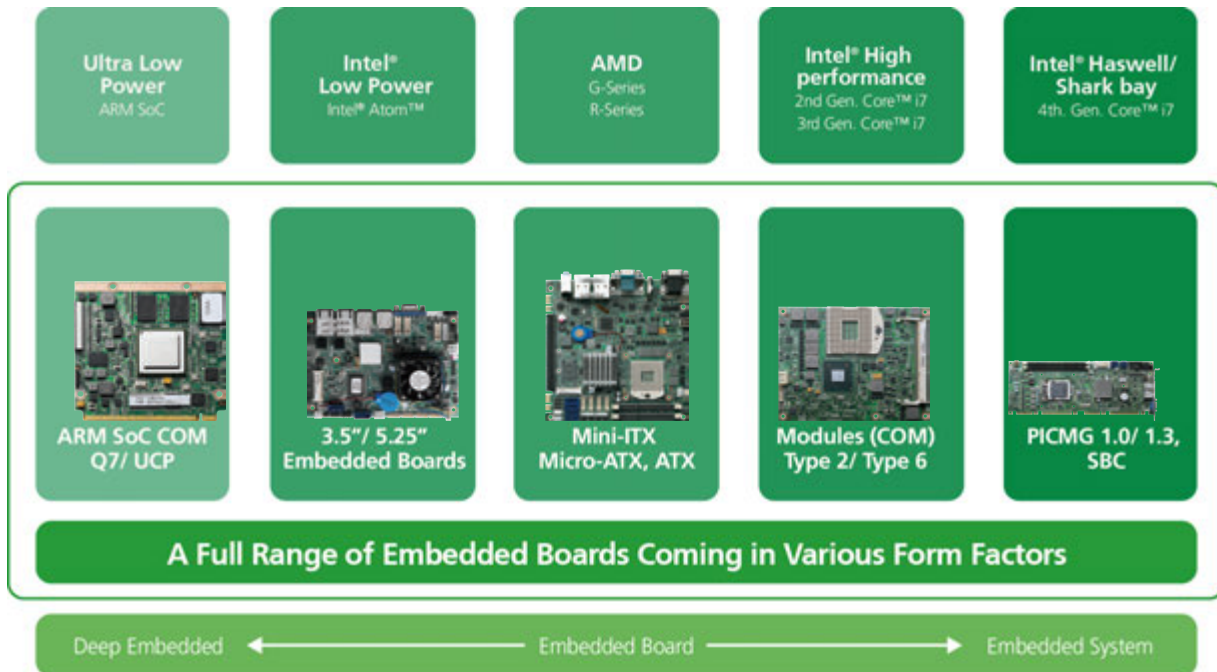 Ultra Low
Power
ARM SoC
Intel®
Low Power
Intel® Atom™
AMD
G-Series
R-Series
Intel® High
performance
2nd Gen. Core™ i7
3rd Gen. Core™ i7
Intel® Haswell/
Shark bay
4th. Gen. Core™ i7
ARM SoC COM
Q7/ UCP
3.5”/ 5.25”
Embedded Boards
Mini-ITX
Micro-ATX, ATX
Modules (COM)
Type 2/ Type 6
PICMG 1.0/ 1.3,
SBC
A Full Range of Embedded Boards Coming in Various Form Factors
Deep Embedded
Embedded Board
Embedded System